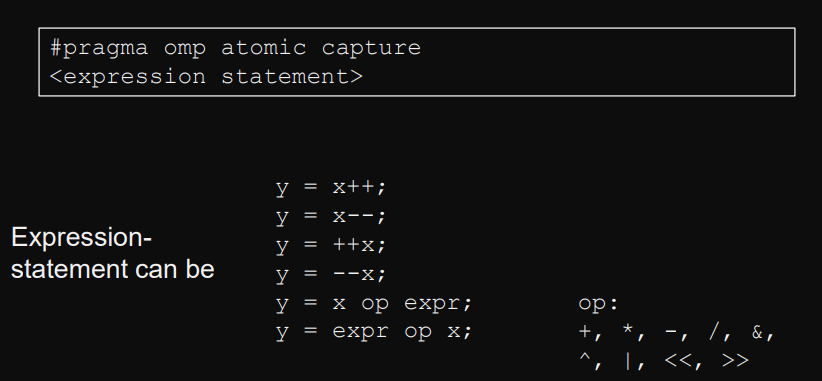 #pragma omp atomic capture
<expression statement>
y = x++;
y = x--;
Expression-
statement can be
y = ++x;
y = --x;
y = x op expr;
y = expr op x;
op:
+, *, -, /, &,
^, |, <<, >>